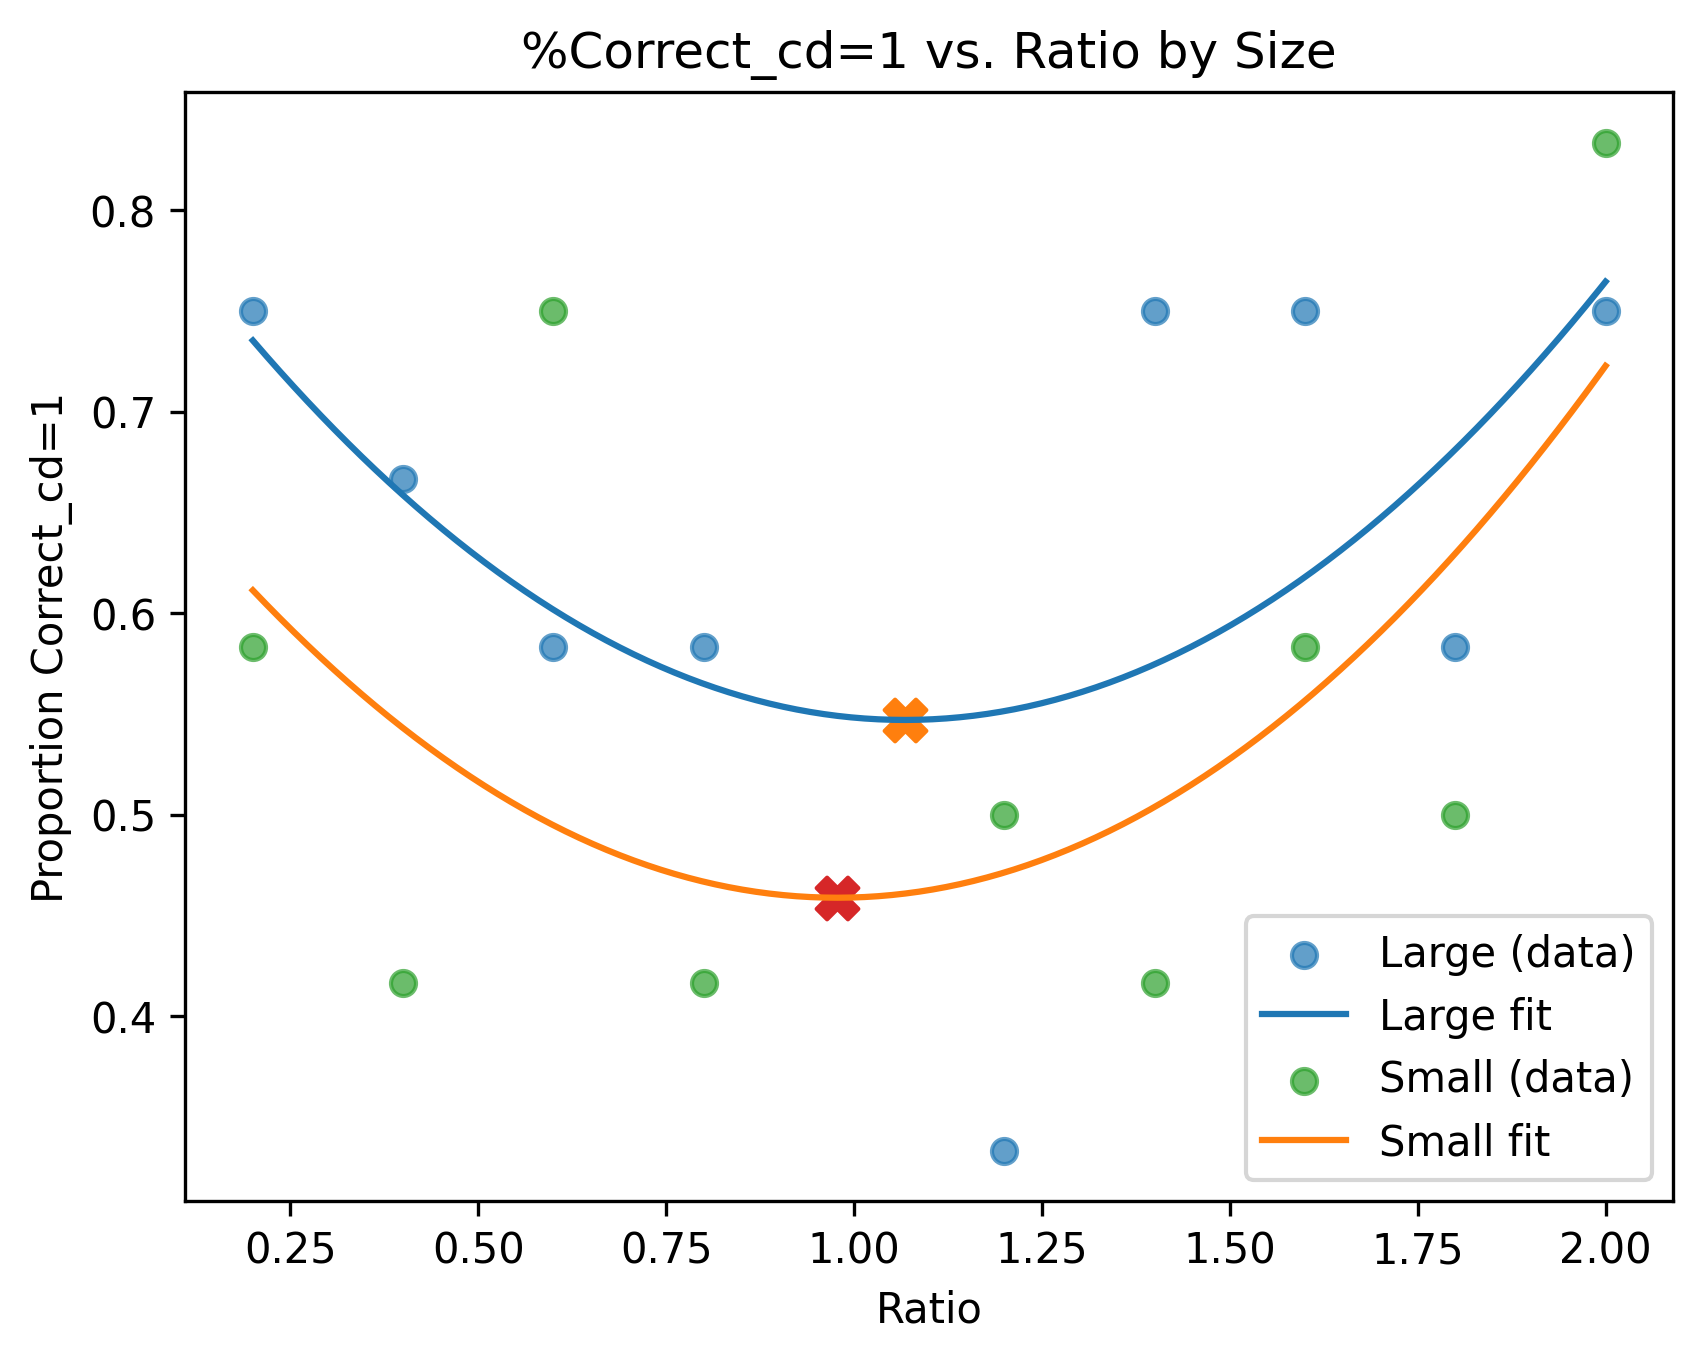 %Correct_cd=1 vs. Ratio by Size
Proportion Correct_cd=1
0.8
0.7
0.6
0.5
0.4
0.25 0.50 0.75 1.00 1.25 1.50 1.75 2.00
Ratio
Large (data)
Large fit
Small (data)
Small fit